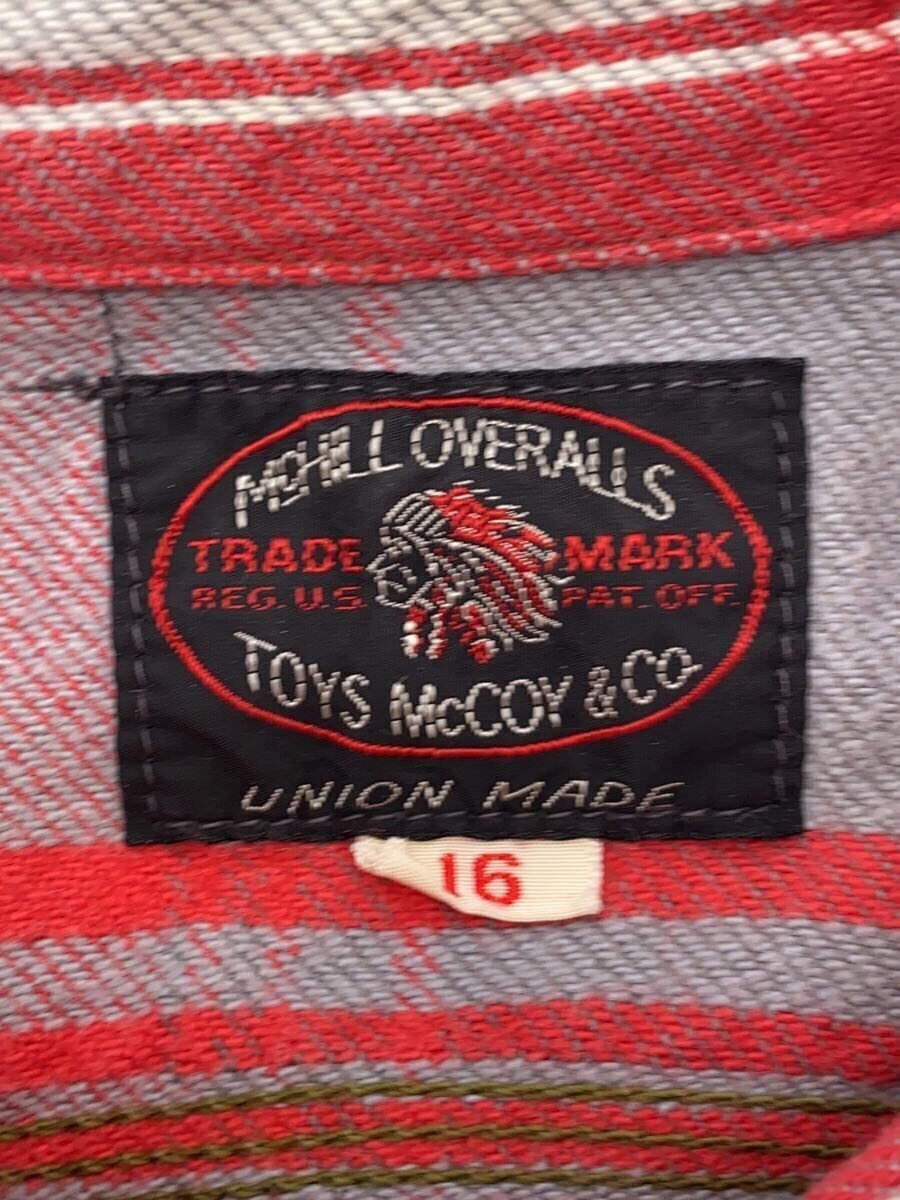 McHILL OVERALLS
TRADE MARK
REG. U.S. PAT. OFF.
TOYS McCOY & Co.
UNION MADE
16